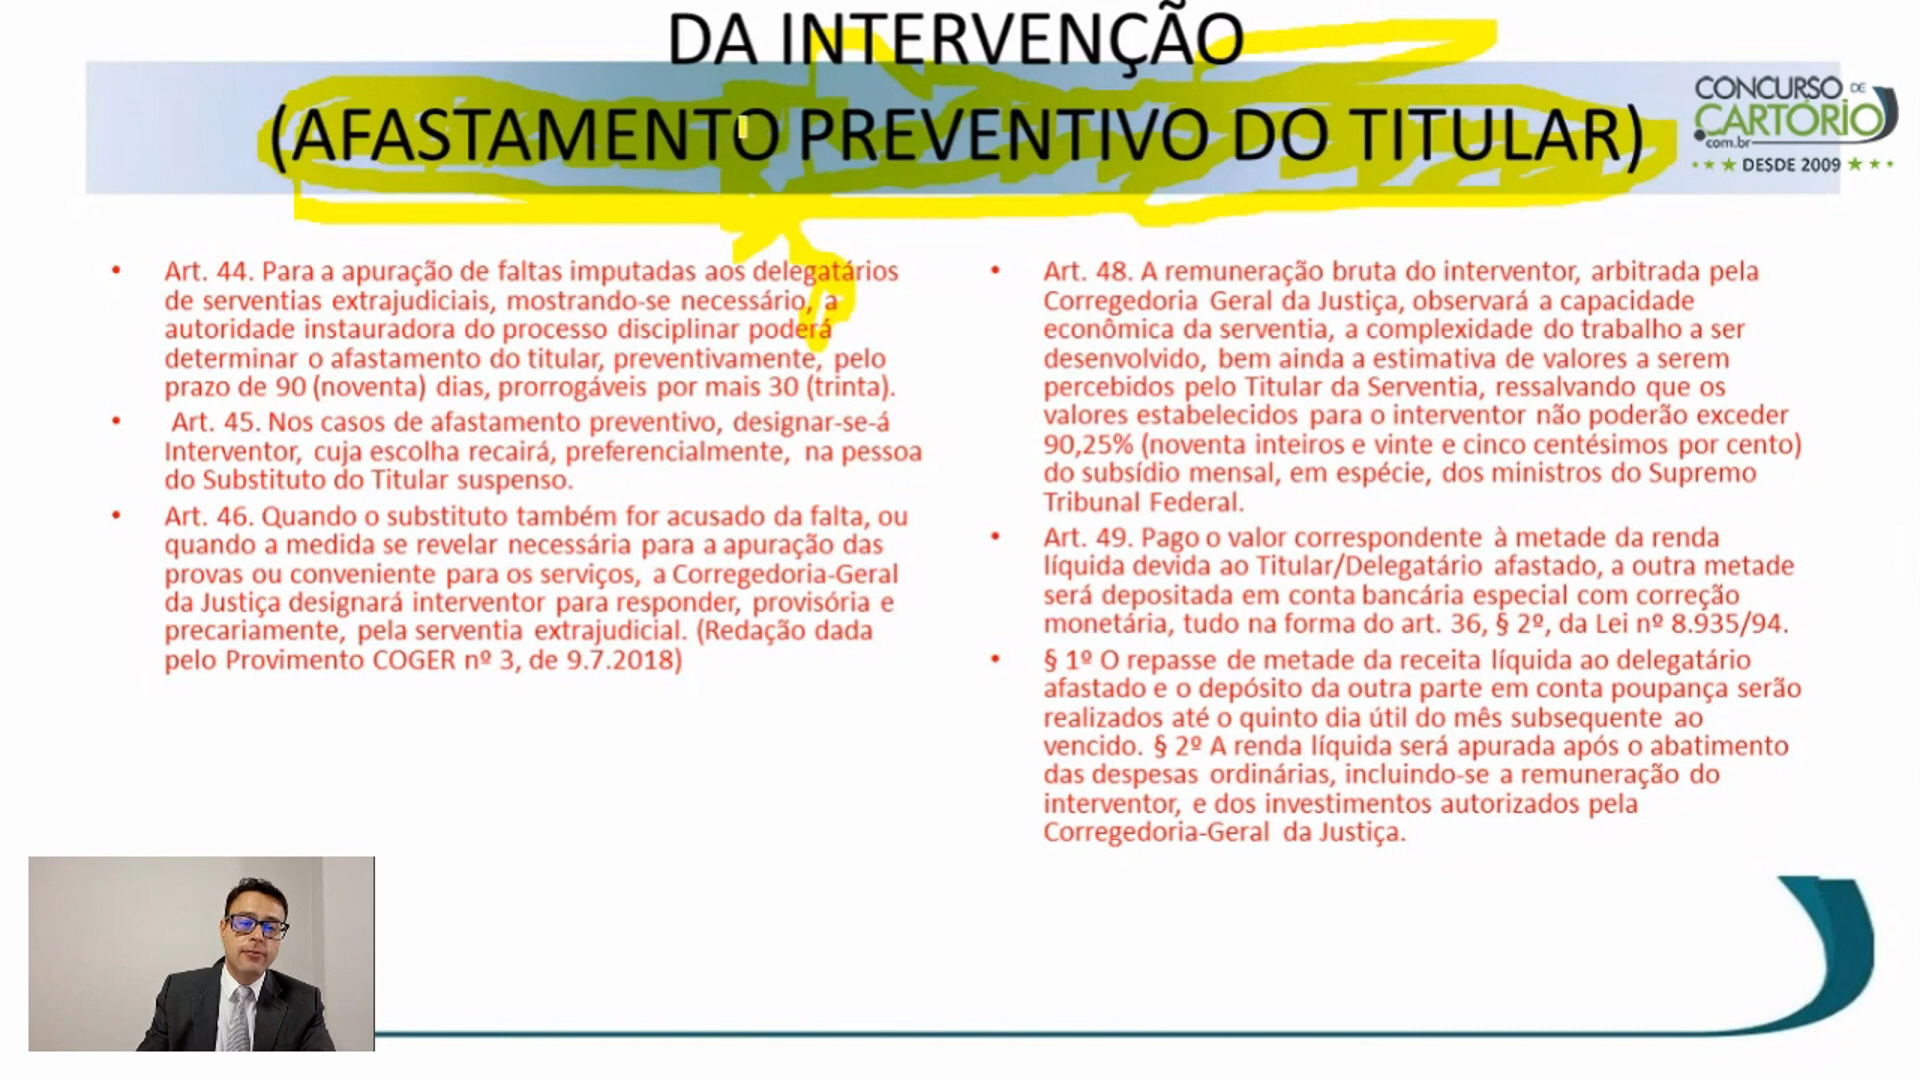 DA INTERVENÇÃO
(AFASTAMENTO PREVENTIVO DO TITULAR)
CONCURSO DE
CARTÓRIO
.com.br
DESDE 2009
• Art. 44. Para a apuração de faltas imputadas aos delegatários
de serventias extrajudiciais, mostrando-se necessário, a
autoridade instauradora do processo disciplinar poderá
determinar o afastamento do titular, preventivamente, pelo
prazo de 90 (noventa) dias, prorrogáveis por mais 30 (trinta).
• Art. 45. Nos casos de afastamento preventivo, designar-se-á
Interventor, cuja escolha recairá, preferencialmente, na pessoa
do Substituto do Titular suspenso.
• Art. 46. Quando o substituto também for acusado da falta, ou
quando a medida se revelar necessária para a apuração das
provas ou conveniente para os serviços, a Corregedoria-Geral
da Justiça designará interventor para responder, provisória e
precariamente, pela serventia extrajudicial. (Redação dada
pelo Provimento COGER nº 3, de 9.7.2018)
• Art. 48. A remuneração bruta do interventor, arbitrada pela
Corregedoria Geral da Justiça, observará a capacidade
econômica da serventia, a complexidade do trabalho a ser
desenvolvido, bem ainda a estimativa de valores a serem
percebidos pelo Titular da Serventia, ressalvando que os
valores estabelecidos para o interventor não poderão exceder
90,25% (noventa inteiros e vinte e cinco centésimos por cento)
do subsídio mensal, em espécie, dos ministros do Supremo
Tribunal Federal.
• Art. 49. Pago o valor correspondente à metade da renda
líquida devida ao Titular/Delegatário afastado, a outra metade
será depositada em conta bancária especial com correção
monetária, tudo na forma do art. 36, § 2º, da Lei nº 8.935/94.
• § 1º O repasse de metade da receita líquida ao delegatário
afastado e o depósito da outra parte em conta poupança serão
realizados até o quinto dia útil do mês subsequente ao
vencido. § 2º A renda líquida será apurada após o abatimento
das despesas ordinárias, incluindo-se a remuneração do
interventor, e dos investimentos autorizados pela
Corregedoria-Geral da Justiça.